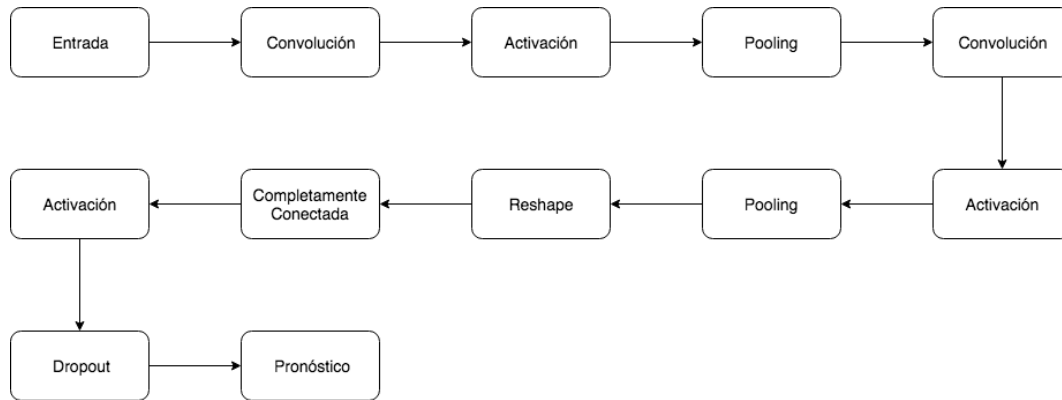 Entrada
Convolución
Activación
Pooling
Convolución
Activación
Pooling
Reshape
Completamente
Conectada
Activación
Dropout
Pronóstico